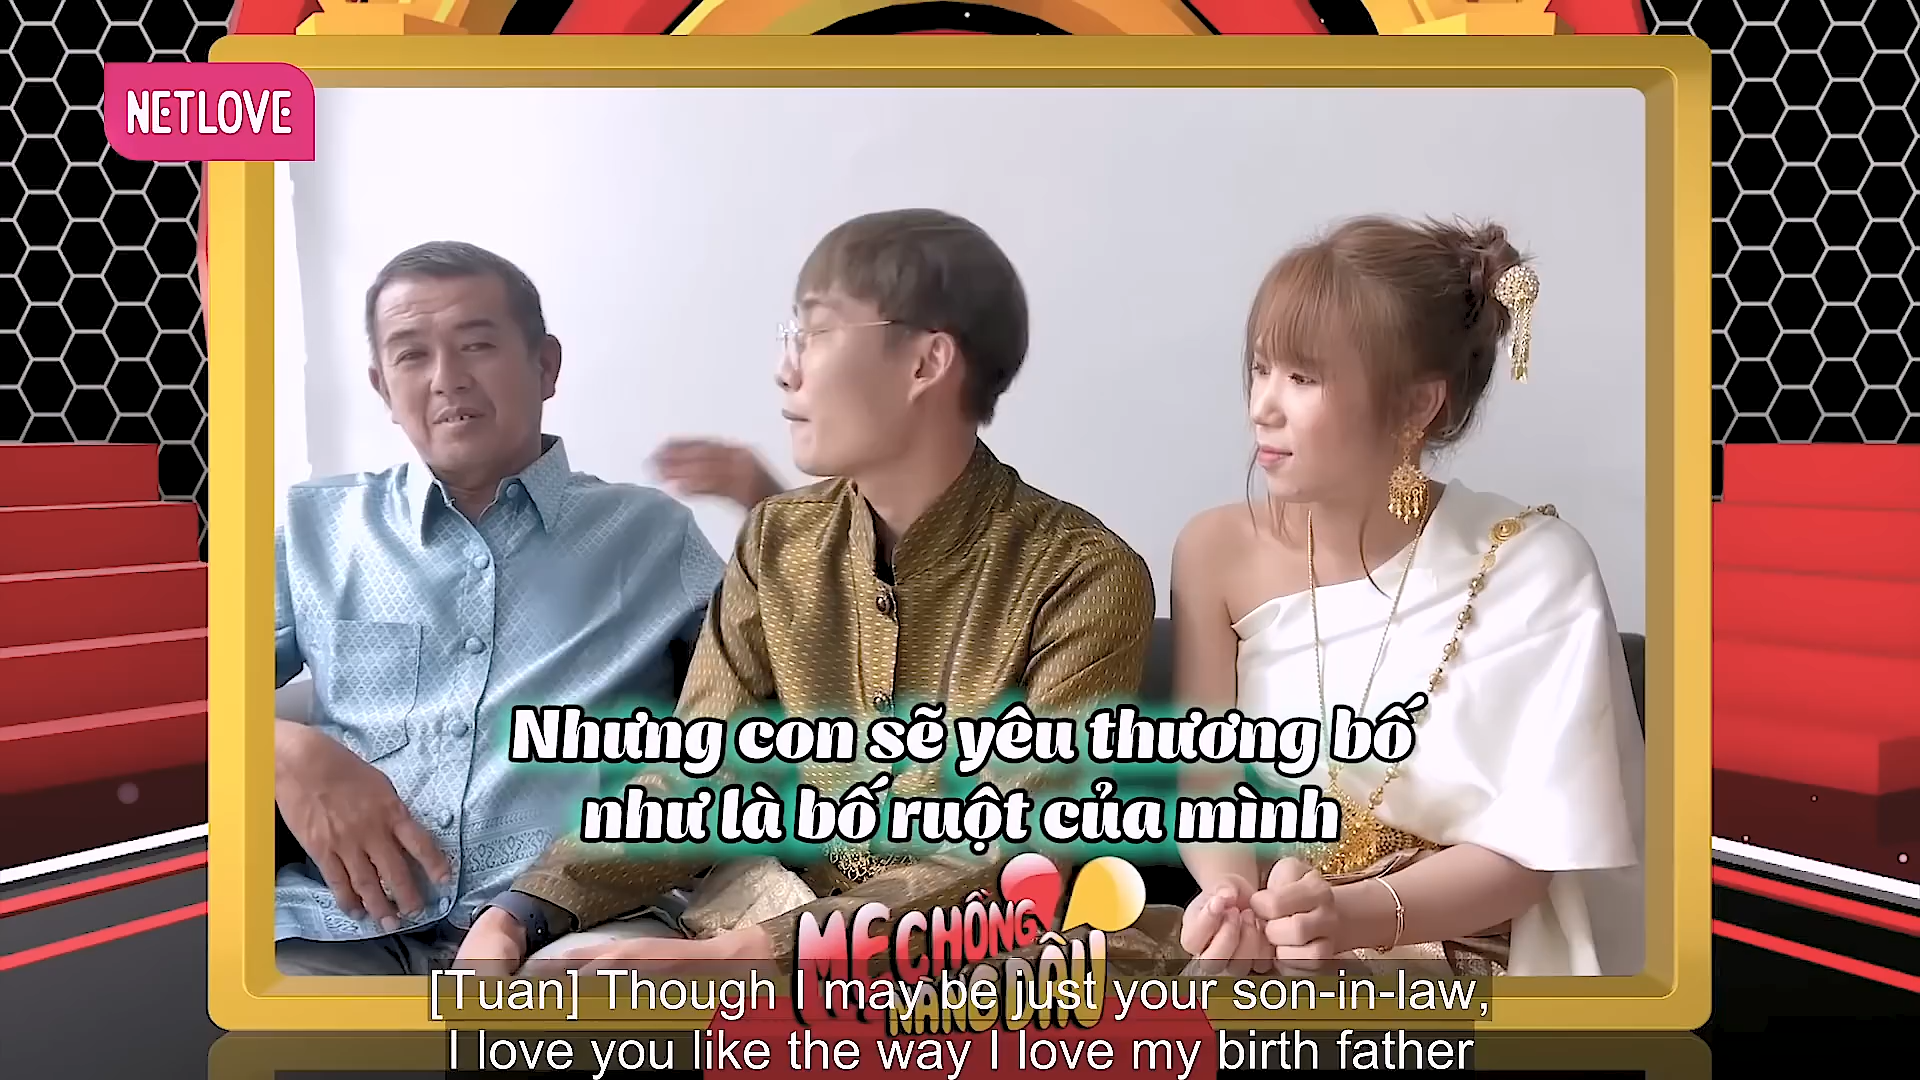 NETLOVE
Nhưng con sẽ yêu thương bố
như là bố ruột của mình
MẸ CHỒNG
NÀNG DÂU
[Tuan] Though I may be just your son-in-law,
I love you like the way I love my birth father